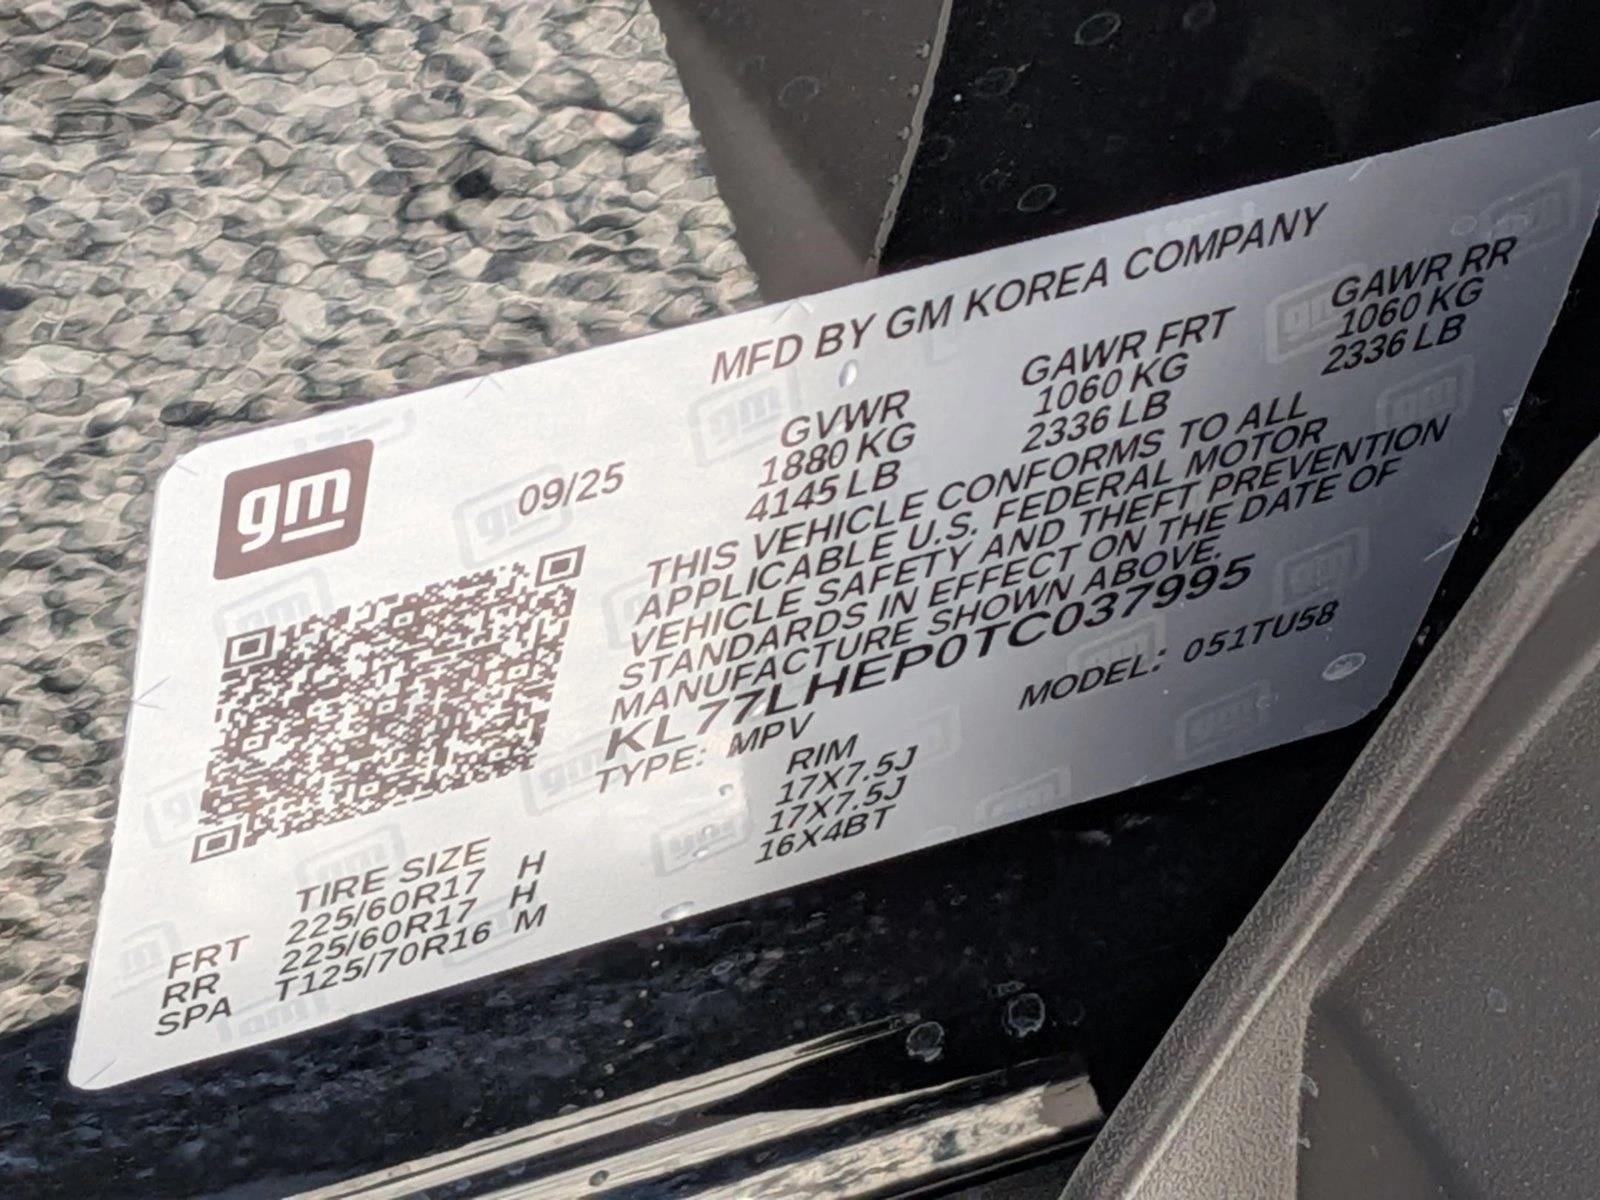 MFD BY GM KOREA COMPANY
gm
09/25
GVWR GAWR FRT GAWR RR
1880 KG 1060 KG 1060 KG
4145 LB 2336 LB 2336 LB
THIS VEHICLE CONFORMS TO ALL
APPLICABLE U.S. FEDERAL MOTOR
VEHICLE SAFETY AND THEFT PREVENTION
STANDARDS IN EFFECT ON THE DATE OF
MANUFACTURE SHOWN ABOVE.
KL77LHEP0TC037995
TYPE: MPV MODEL: 051TU58
TIRE SIZE RIM
FRT 225/60R17 H 17X7.5J
RR 225/60R17 H 17X7.5J
SPA T125/70R16 M 16X4BT